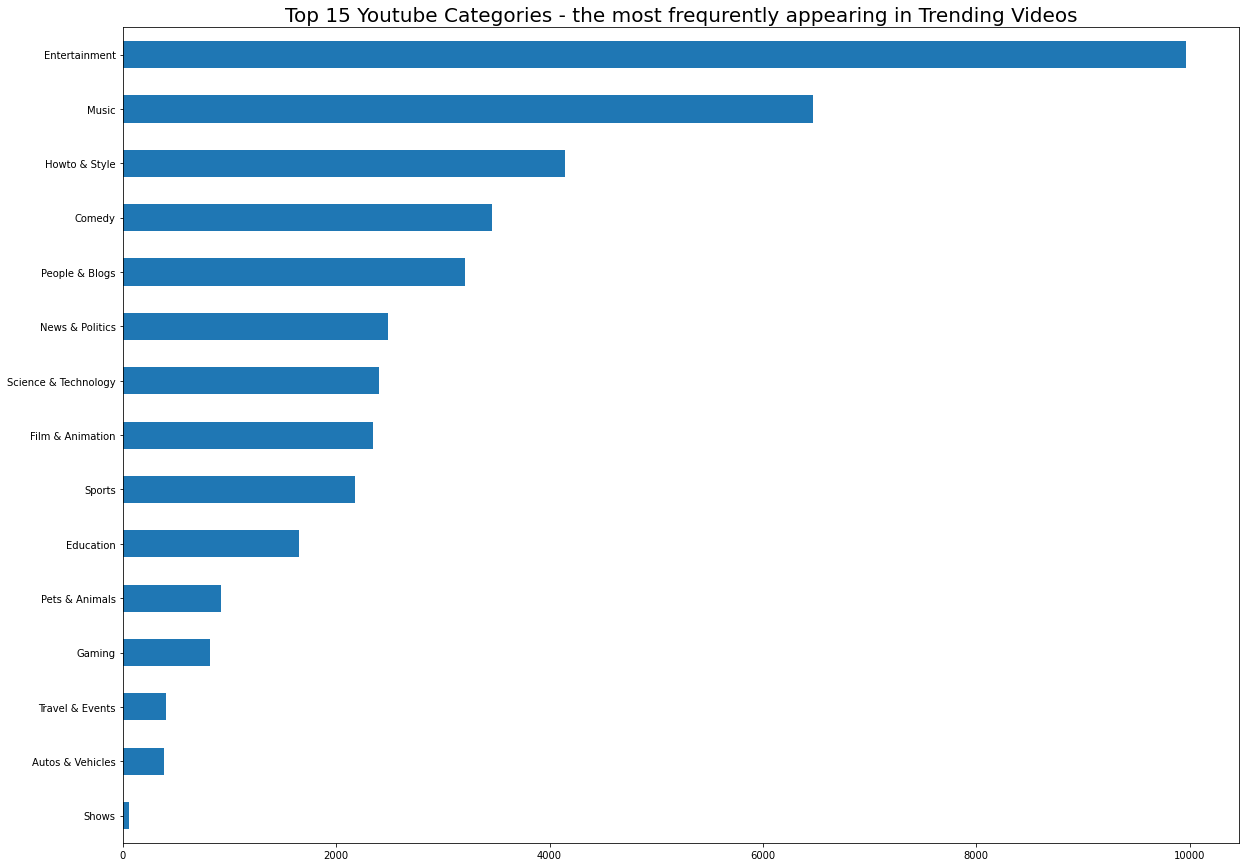 Top 15 Youtube Categories - the most frequrently appearing in Trending Videos
Entertainment
Music
Howto & Style
Comedy
People & Blogs
News & Politics
Science & Technology
Film & Animation
Sports
Education
Pets & Animals
Gaming
Travel & Events
Autos & Vehicles
Shows
0 2000 4000 6000 8000 10000